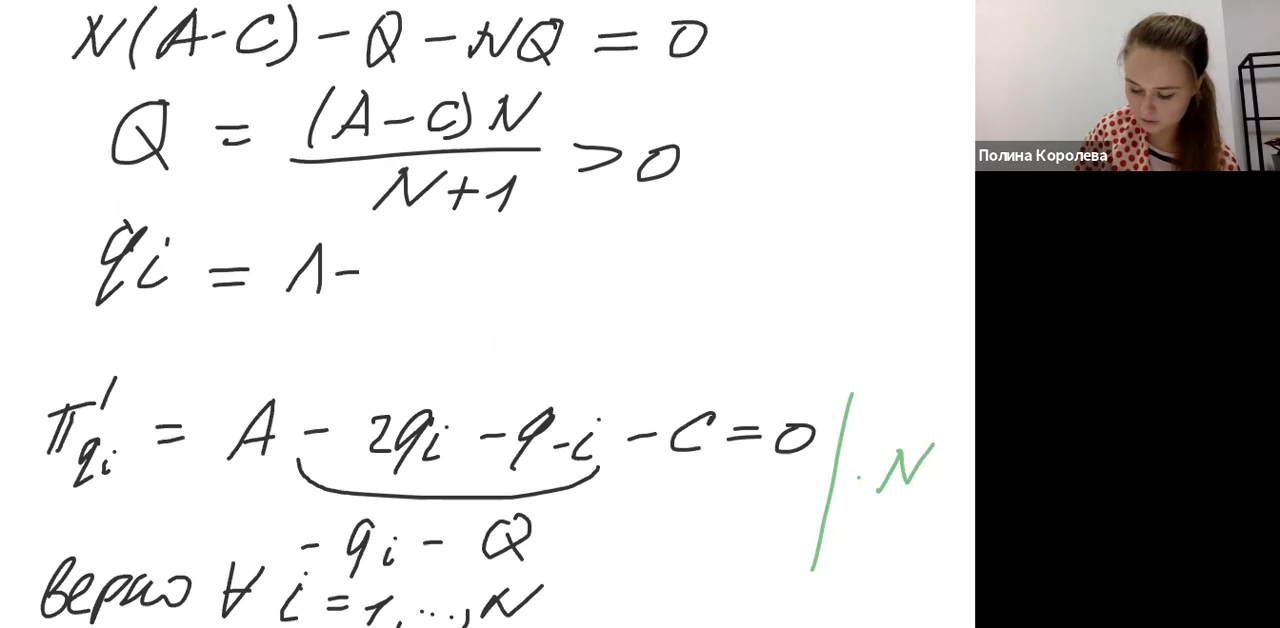 N(A-C) - Q - NQ = 0
Q = (A-C)N / N+1 > 0
qi = 1-
π'qi = A - 2qi - q-i - C = 0 / · N
- qi - Q
верно ∀ i = 1, ..., N
Полина Королева